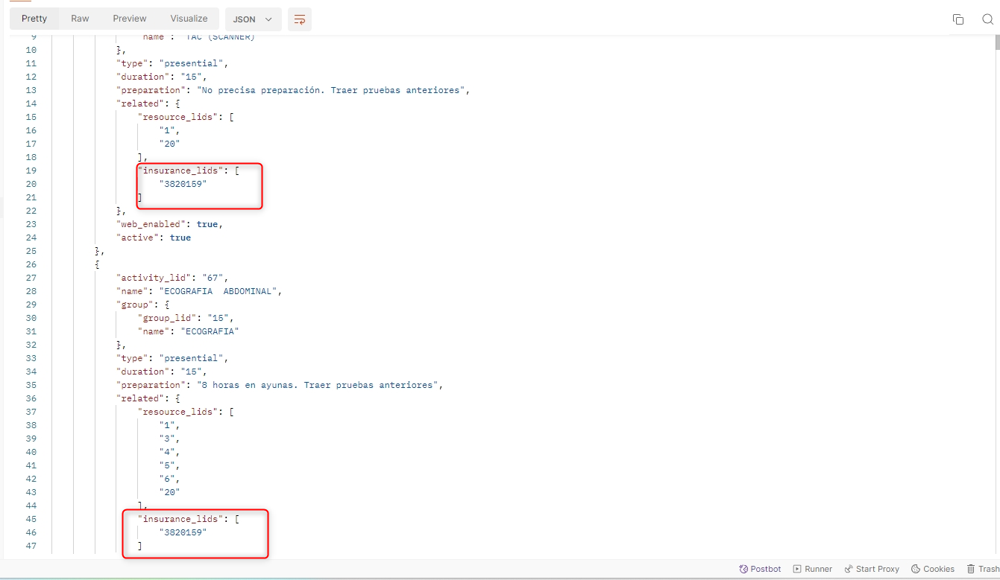 Pretty Raw Preview Visualize JSON
9 "name": "TAC (SCANNER)"
10 },
11 "type": "presential",
12 "duration": "15",
13 "preparation": "No precisa preparación. Traer pruebas anteriores",
14 "related": {
15 "resource_lids": [
16 "1",
17 "20"
18 ],
19 "insurance_lids": [
20 "3820159"
21 ]
22 },
23 "web_enabled": true,
24 "active": true
25 },
26 {
27 "activity_lid": "67",
28 "name": "ECOGRAFIA  ABDOMINAL",
29 "group": {
30 "group_lid": "15",
31 "name": "ECOGRAFIA"
32 },
33 "type": "presential",
34 "duration": "15",
35 "preparation": "8 horas en ayunas. Traer pruebas anteriores",
36 "related": {
37 "resource_lids": [
38 "1",
39 "3",
40 "4",
41 "5",
42 "6",
43 "20"
44 ],
45 "insurance_lids": [
46 "3820159"
47 ]
Postbot Runner Start Proxy Cookies Trash